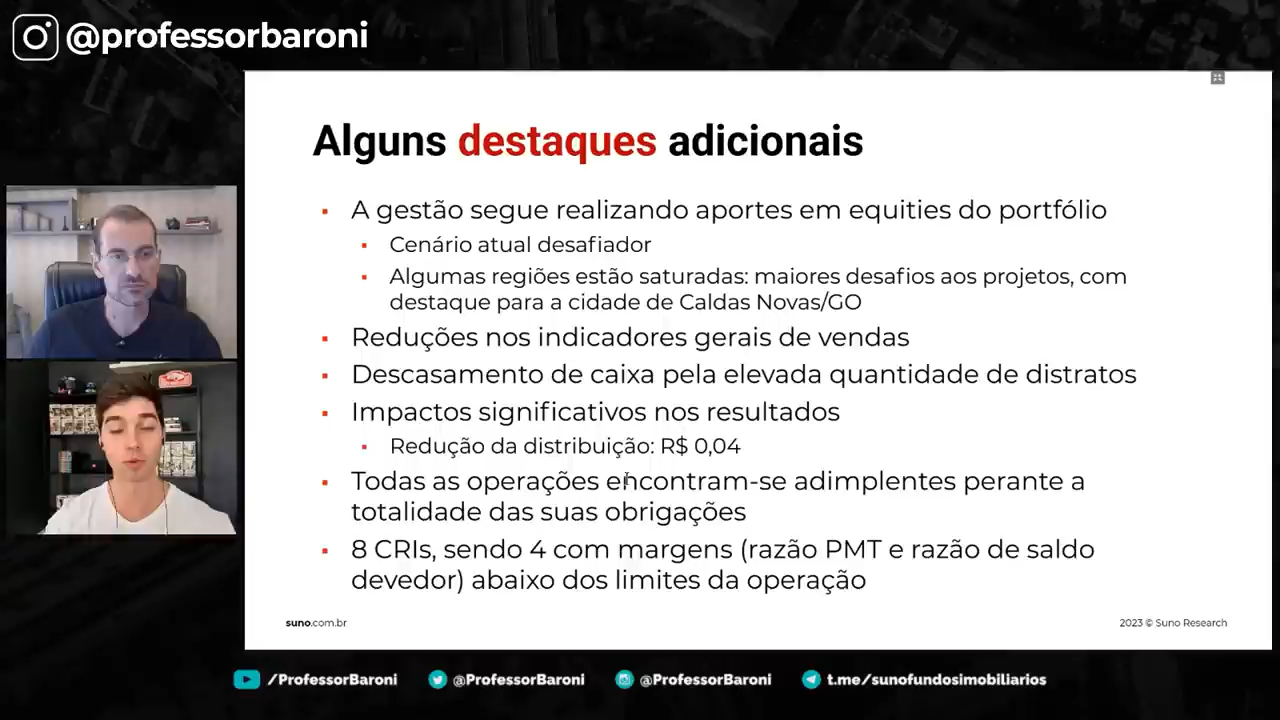 @professorbaroni
Alguns destaques adicionais
▪ A gestão segue realizando aportes em equities do portfólio
▪ Cenário atual desafiador
▪ Algumas regiões estão saturadas: maiores desafios aos projetos, com
destaque para a cidade de Caldas Novas/GO
▪ Reduções nos indicadores gerais de vendas
▪ Descasamento de caixa pela elevada quantidade de distratos
▪ Impactos significativos nos resultados
▪ Redução da distribuição: R$ 0,04
▪ Todas as operações encontram-se adimplentes perante a
totalidade das suas obrigações
▪ 8 CRIs, sendo 4 com margens (razão PMT e razão de saldo
devedor) abaixo dos limites da operação
suno.com.br
2023 © Suno Research
/ProfessorBaroni @ProfessorBaroni @ProfessorBaroni t.me/sunofundosimobiliarios